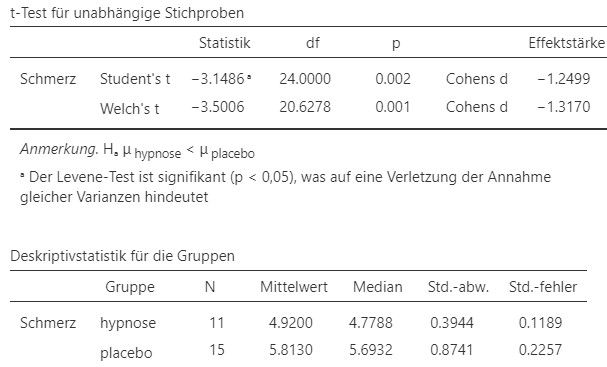 t-Test für unabhängige Stichproben
Statistik df p Effektstärke
Schmerz Student's t −3.1486 ᵃ 24.0000 0.002 Cohens d −1.2499
Welch's t −3.5006 20.6278 0.001 Cohens d −1.3170
Anmerkung. Hₐ μ hypnose < μ placebo
ᵃ Der Levene-Test ist signifikant (p < 0,05), was auf eine Verletzung der Annahme
gleicher Varianzen hindeutet
Deskriptivstatistik für die Gruppen
Gruppe N Mittelwert Median Std.-abw. Std.-fehler
Schmerz hypnose 11 4.9200 4.7788 0.3944 0.1189
placebo 15 5.8130 5.6932 0.8741 0.2257